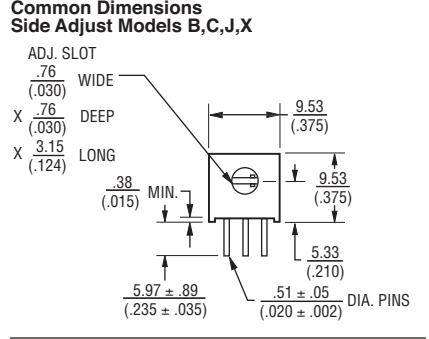 Common Dimensions
Side Adjust Models B,C,J,X
ADJ. SLOT
.76
(.030)
WIDE
X .76
(.030)
DEEP
X 3.15
(.124)
LONG
9.53
(.375)
.38
(.015)
MIN.
9.53
(.375)
5.33
(.210)
5.97 ± .89
(.235 ± .035)
.51 ± .05
(.020 ± .002)
DIA. PINS